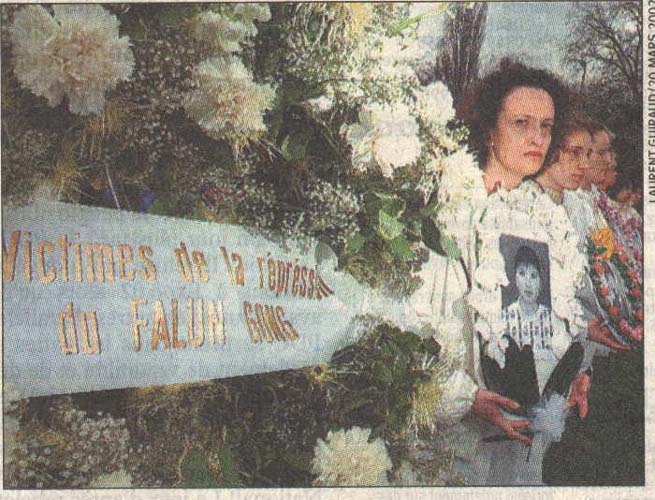 Victimes de la répression
du FALUN GONG
LAURENT GUIRAUD/20 MARS 2002